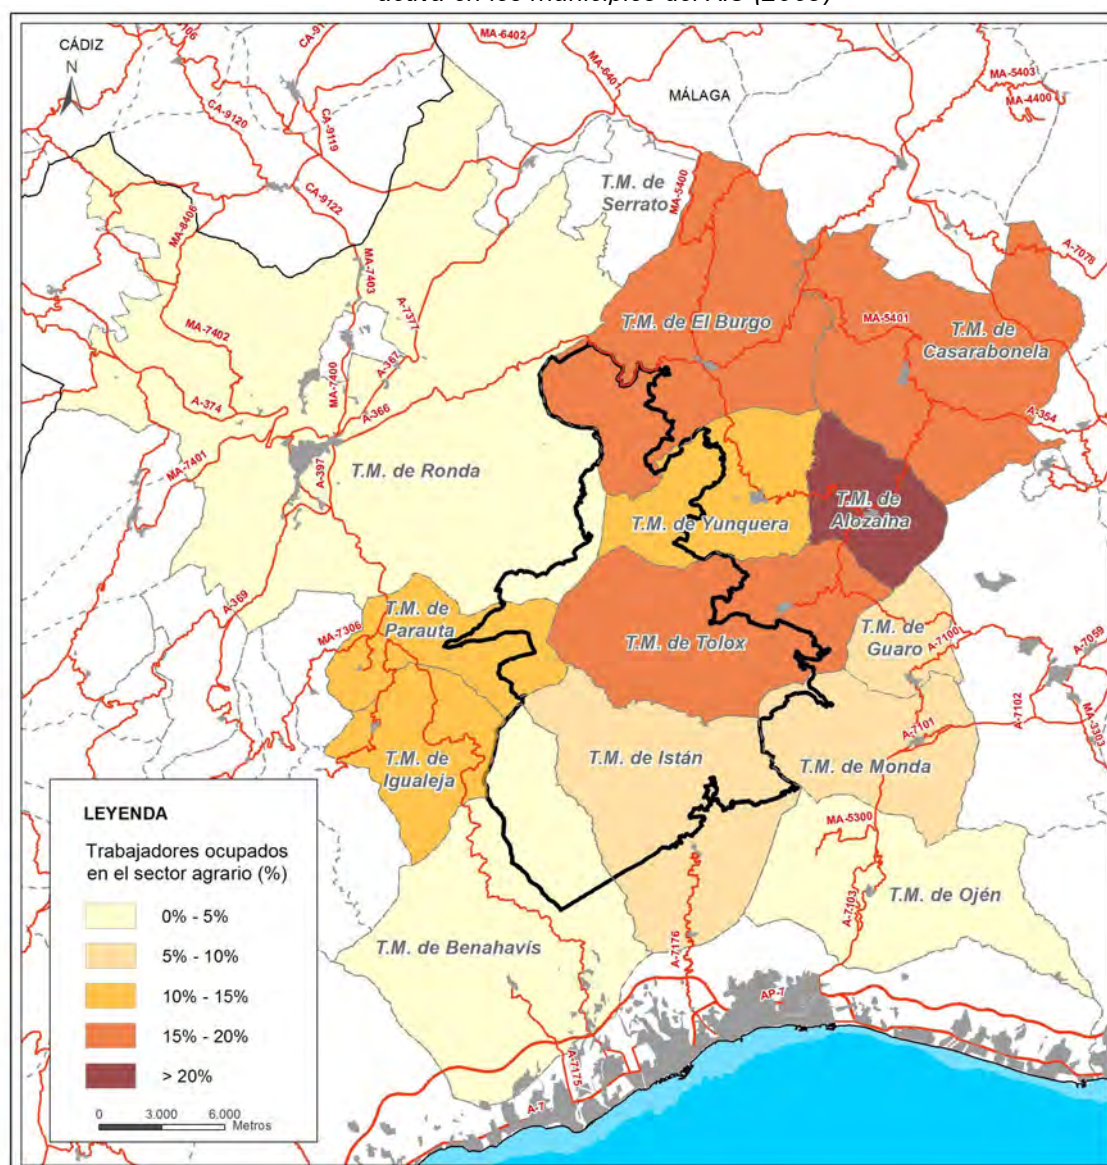 CÁDIZ
N
106
CA-9120
CA-9119
CA-9122
MA-6402
MA-6401
MÁLAGA
MA-5403
MA-4400
T.M. de
Serrato
MA-5400
A-7078
MA-8406
MA-7403
MA-7402
A-7377
A-367
MA-7400
A-374
A-366
MA-7401
A-397
T.M. de El Burgo
MA-5401
T.M. de
Casarabonela
A-354
T.M. de Ronda
T.M. de Yunquera
T.M. de
Alozaina
A-369
MA-7306
T.M. de
Parauta
T.M. de Tolox
T.M. de
Guaro
A-7100
A-7059
A-7102
MA-3303
A-7101
T.M. de
Igualeja
T.M. de Istán
T.M. de Monda
MA-5300
A-7103
T.M. de Ojén
T.M. de Benahavís
A-7176
AP-7
A-7175
A-7
LEYENDA
Trabajadores ocupados
en el sector agrario (%)
0% - 5%
5% - 10%
10% - 15%
15% - 20%
> 20%
0 3.000 6.000
Metros